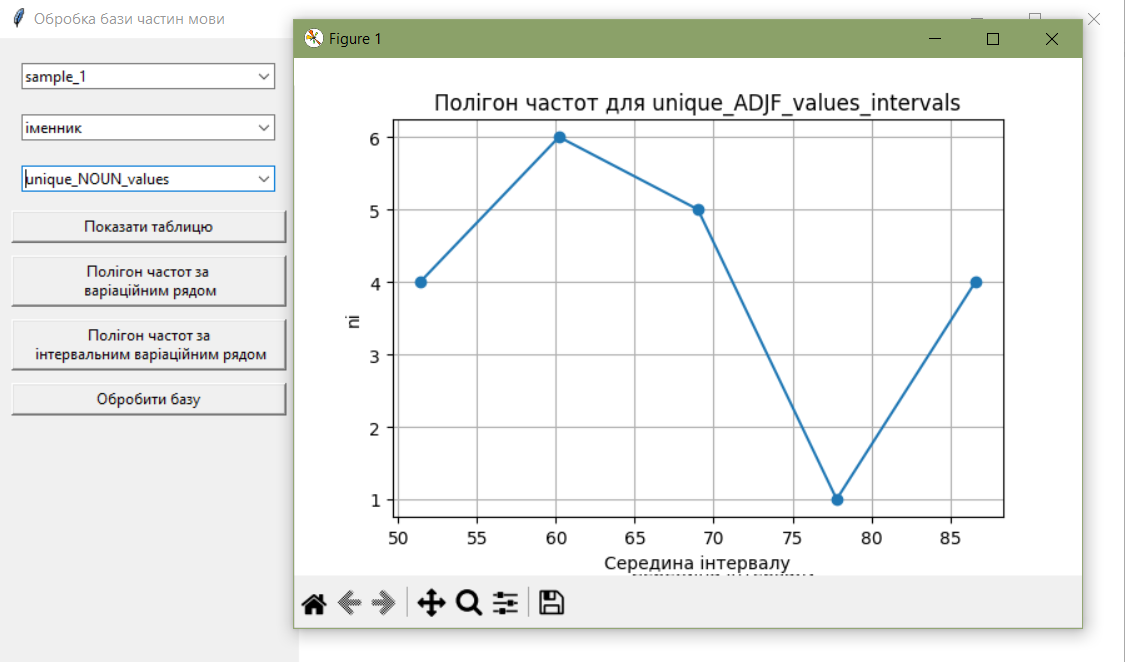 Обробка бази частин мови
sample_1
іменник
unique_NOUN_values
Показати таблицю
Полігон частот за
варіаційним рядом
Полігон частот за
інтервальним варіаційним рядом
Обробити базу
Figure 1
Полігон частот для unique_ADJF_values_intervals
6
5
4
3
2
1
ni
50 55 60 65 70 75 80 85
Середина інтервалу